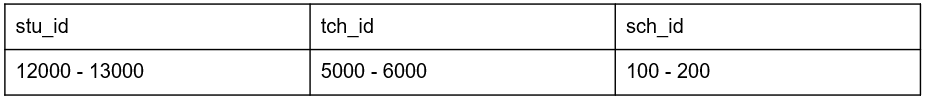 stu_id tch_id sch_id
12000 - 13000 5000 - 6000 100 - 200